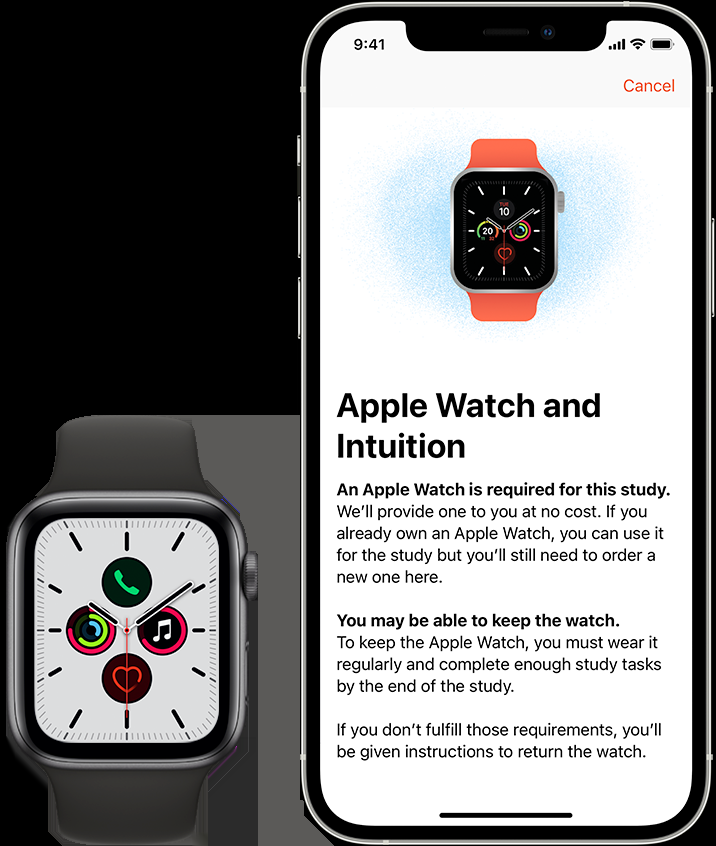 9:41
Cancel
TUE
10
20
Apple Watch and
Intuition
An Apple Watch is required for this study.
We’ll provide one to you at no cost. If you
already own an Apple Watch, you can use it
for the study but you’ll still need to order a
new one here.
You may be able to keep the watch.
To keep the Apple Watch, you must wear it
regularly and complete enough study tasks
by the end of the study.
If you don’t fulfill those requirements, you’ll
be given instructions to return the watch.